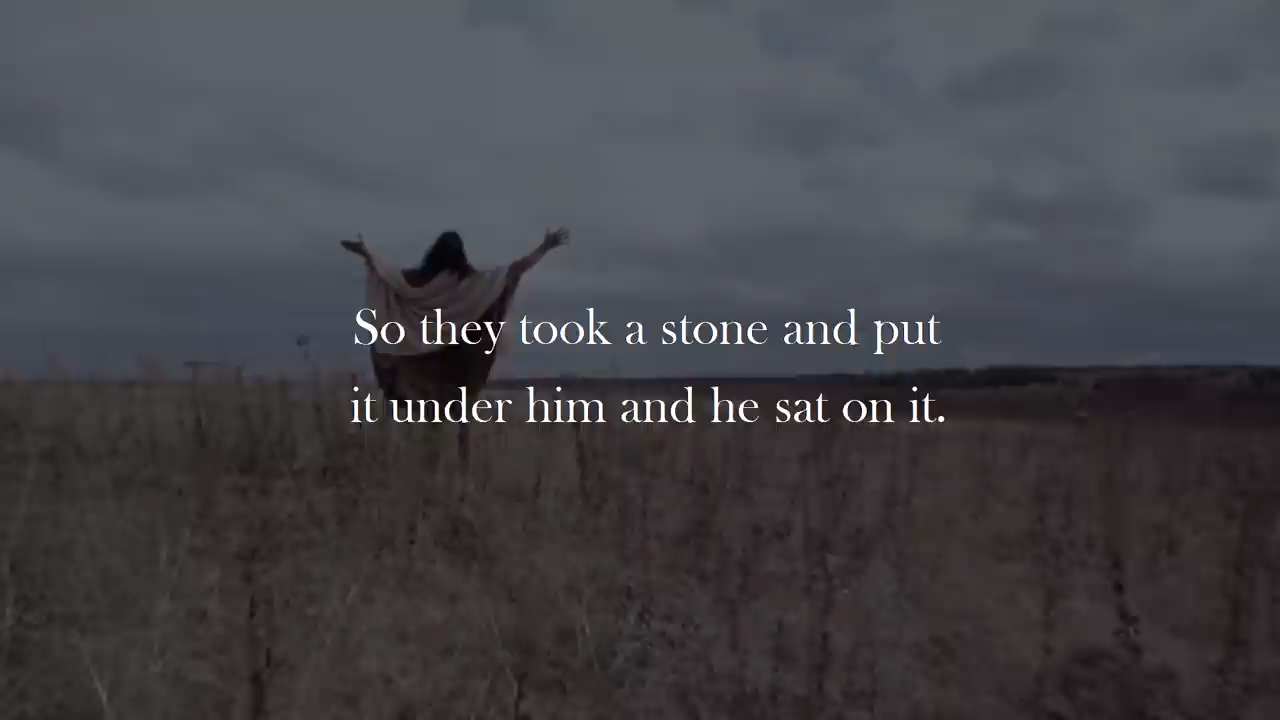 So they took a stone and put
it under him and he sat on it.